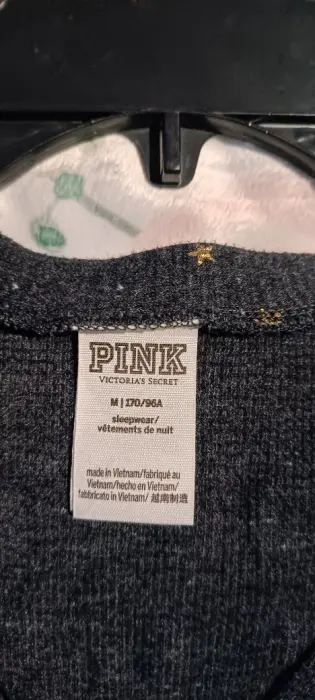 PINK
VICTORIA'S SECRET
M | 170/96A
sleepwear/
vêtements de nuit
made in Vietnam/fabriqué au
Vietnam/hecho en Vietnam/
fabbricato in Vietnam/ 越南制造